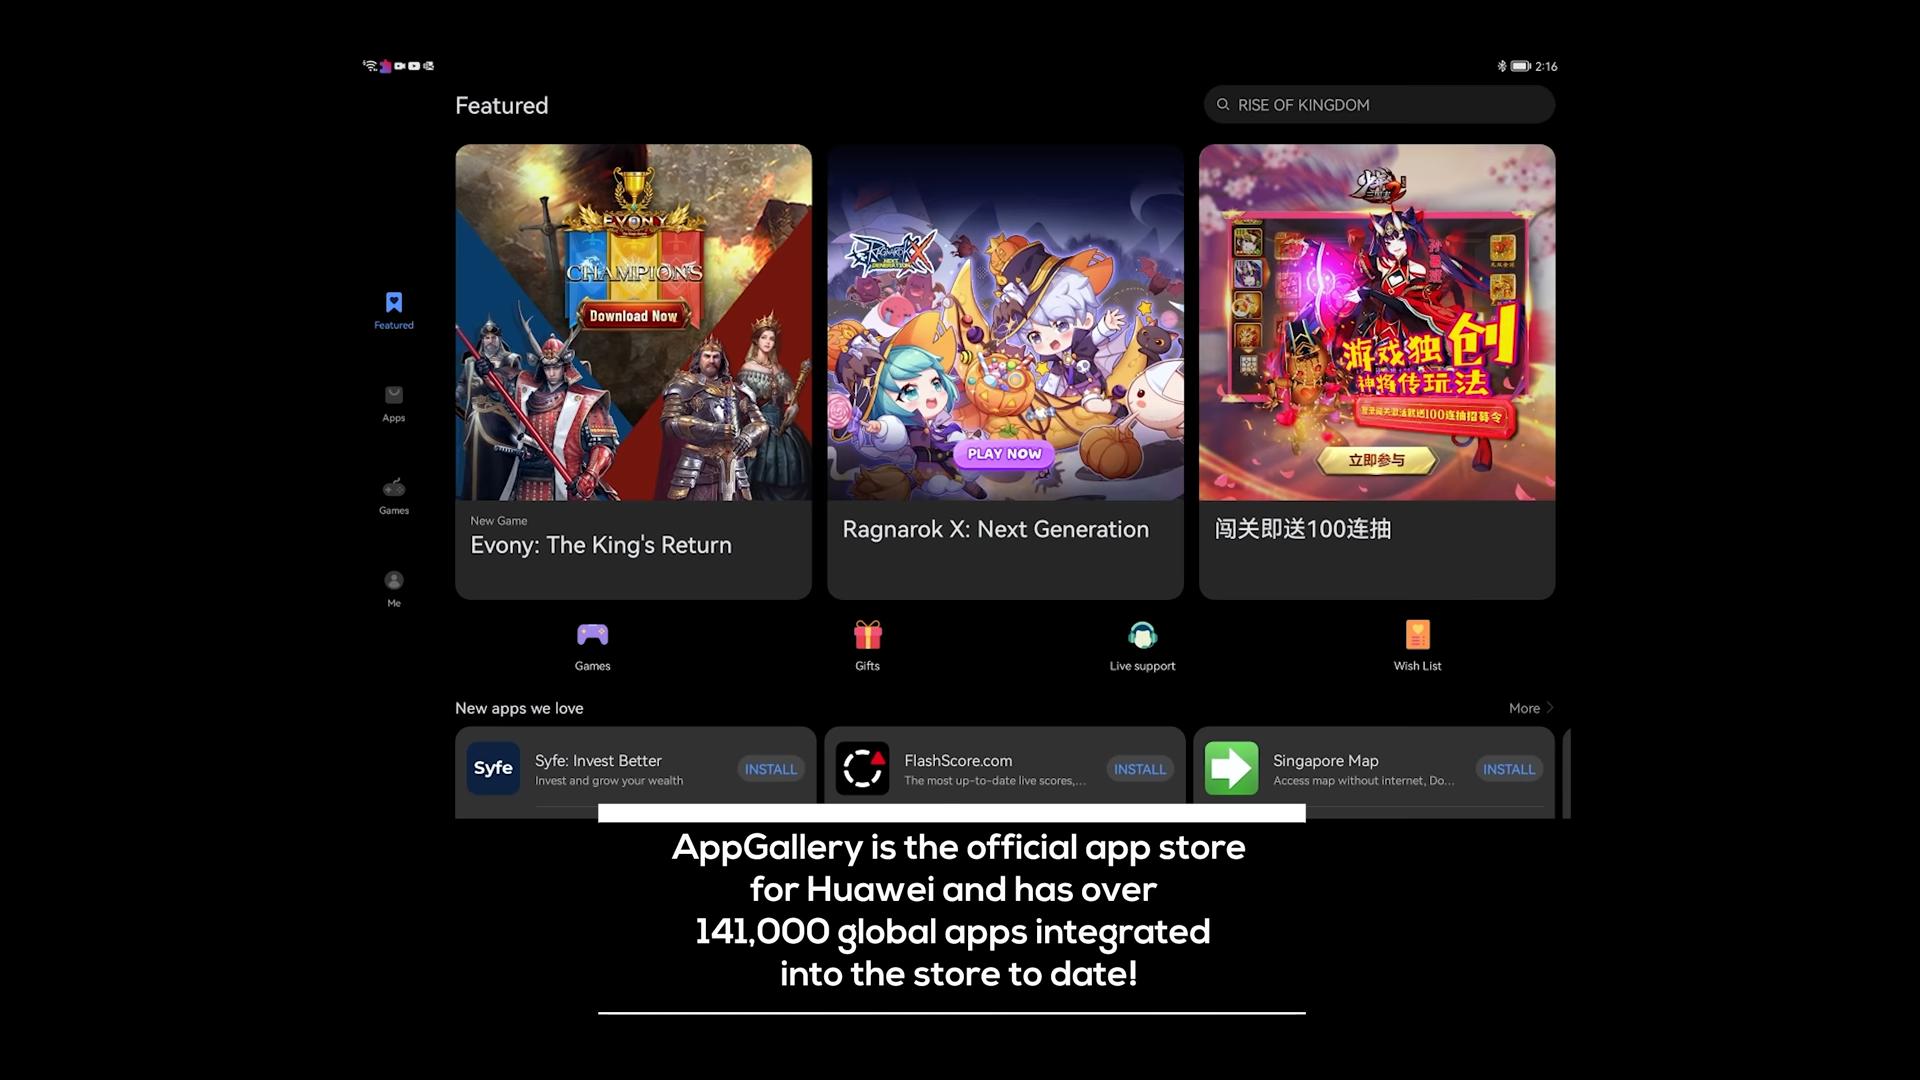 2:16
Featured
RISE OF KINGDOM
EVONY
CHAMPIONS
Download Now
RAGNAROK X
NEXT GENERATION
PLAY NOW
游戏独创
神将传玩法
立即参与
New Game
Evony: The King's Return
Ragnarok X: Next Generation
闯关即送100连抽
Featured
Apps
Games
Me
Games
Gifts
Live support
Wish List
New apps we love
More
Syfe
Syfe: Invest Better
Invest and grow your wealth
INSTALL
FlashScore.com
The most up-to-date live scores,...
INSTALL
Singapore Map
Access map without internet, Do...
INSTALL
AppGallery is the official app store
for Huawei and has over
141,000 global apps integrated
into the store to date!